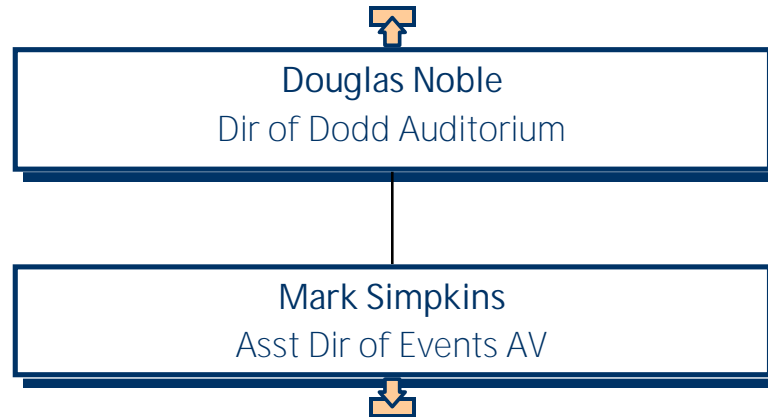 Douglas Noble
Dir of Dodd Auditorium
Mark Simpkins
Asst Dir of Events AV